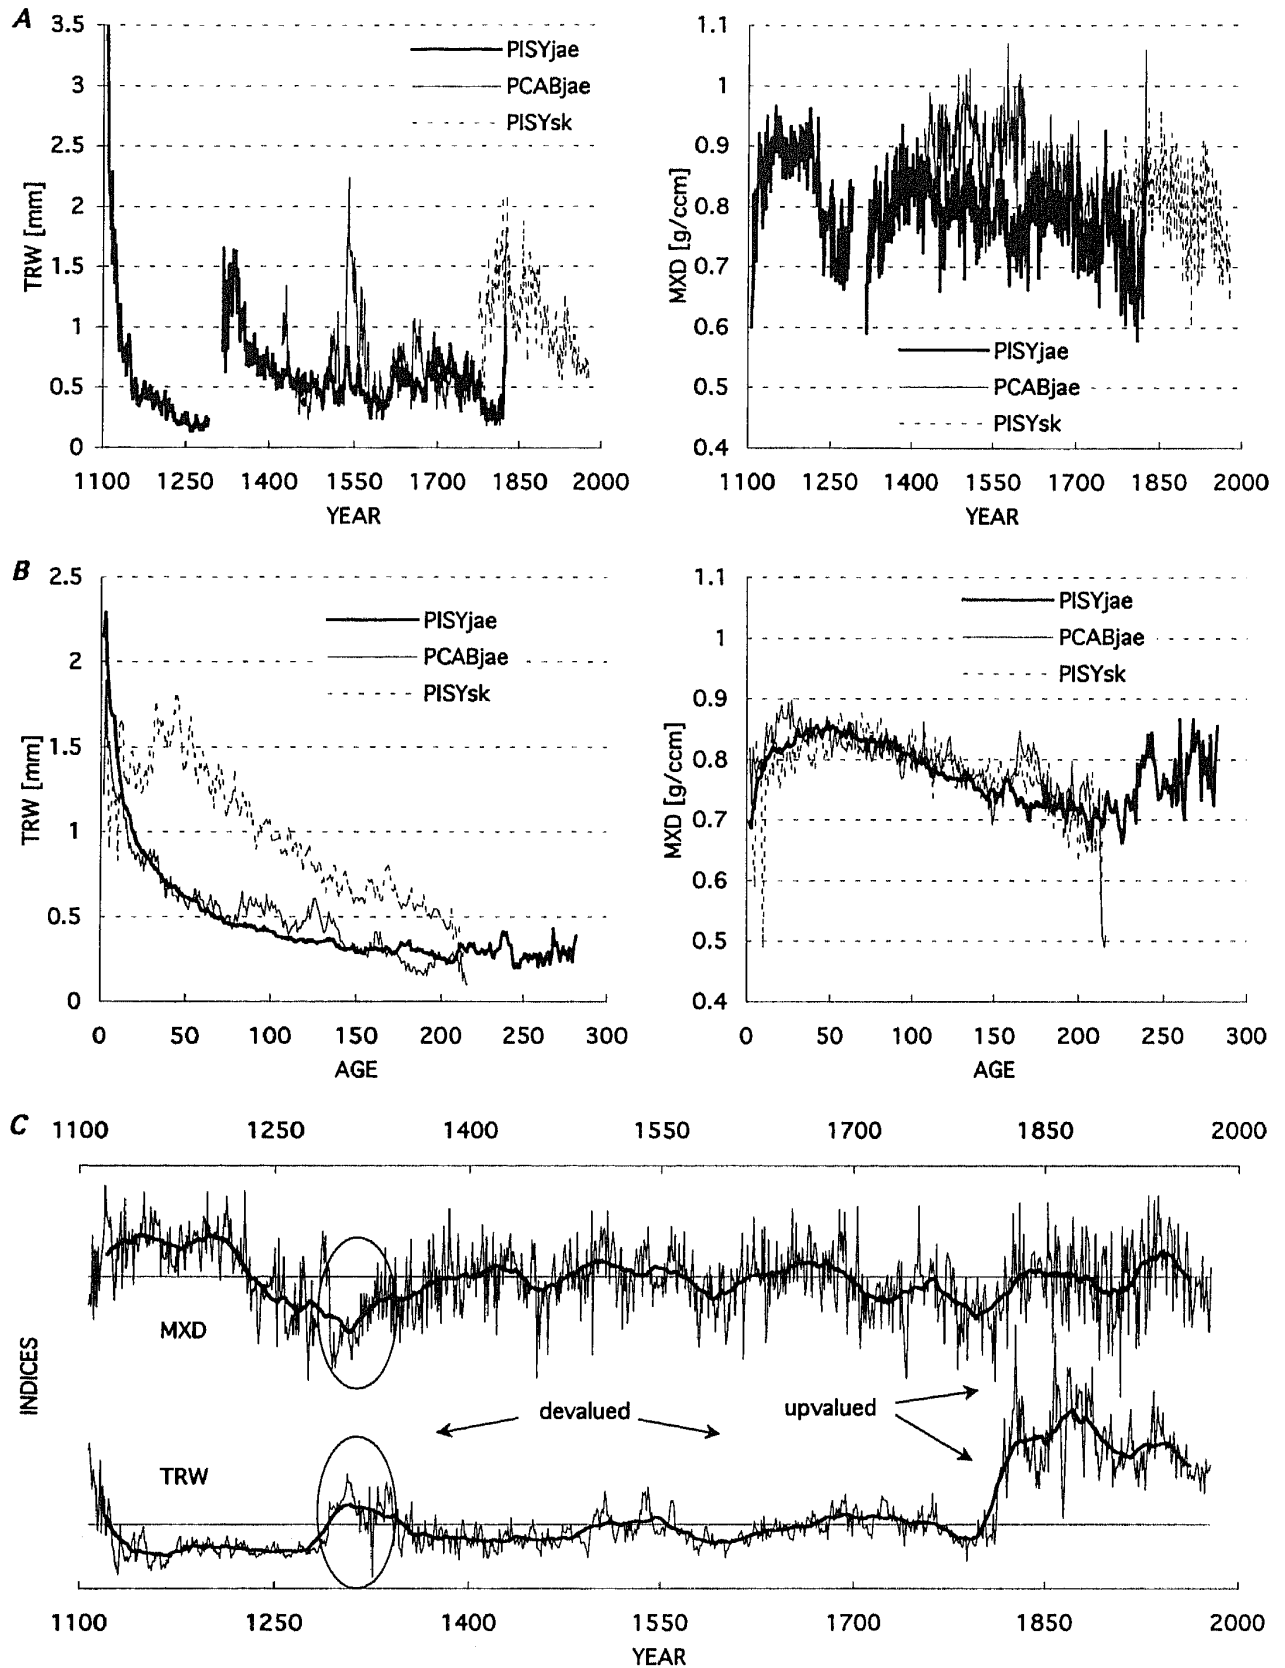 A
3.5
3
2.5
2
1.5
1
0.5
0
TRW [mm]
PISYjae
PCABjae
PISYsk
1100 1250 1400 1550 1700 1850 2000
YEAR
1.1
1
0.9
0.8
0.7
0.6
0.5
0.4
MXD [g/ccm]
PISYjae
PCABjae
PISYsk
1100 1250 1400 1550 1700 1850 2000
YEAR
B
2.5
2
1.5
1
0.5
0
TRW [mm]
PISYjae
PCABjae
PISYsk
0 50 100 150 200 250 300
AGE
1.1
1
0.9
0.8
0.7
0.6
0.5
0.4
MXD [g/ccm]
PISYjae
PCABjae
PISYsk
0 50 100 150 200 250 300
AGE
C
1100 1250 1400 1550 1700 1850 2000
INDICES
MXD
devalued
upvalued
TRW
1100 1250 1400 1550 1700 1850 2000
YEAR